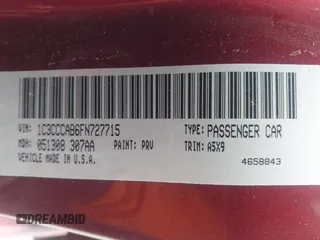 VIN: 1C3CCCAB6FN727715 TYPE: PASSENGER CAR
MDH: 051308 307AA PAINT: PRV TRIM: A5X9
VEHICLE MADE IN U.S.A. 4658843
DREAMBID